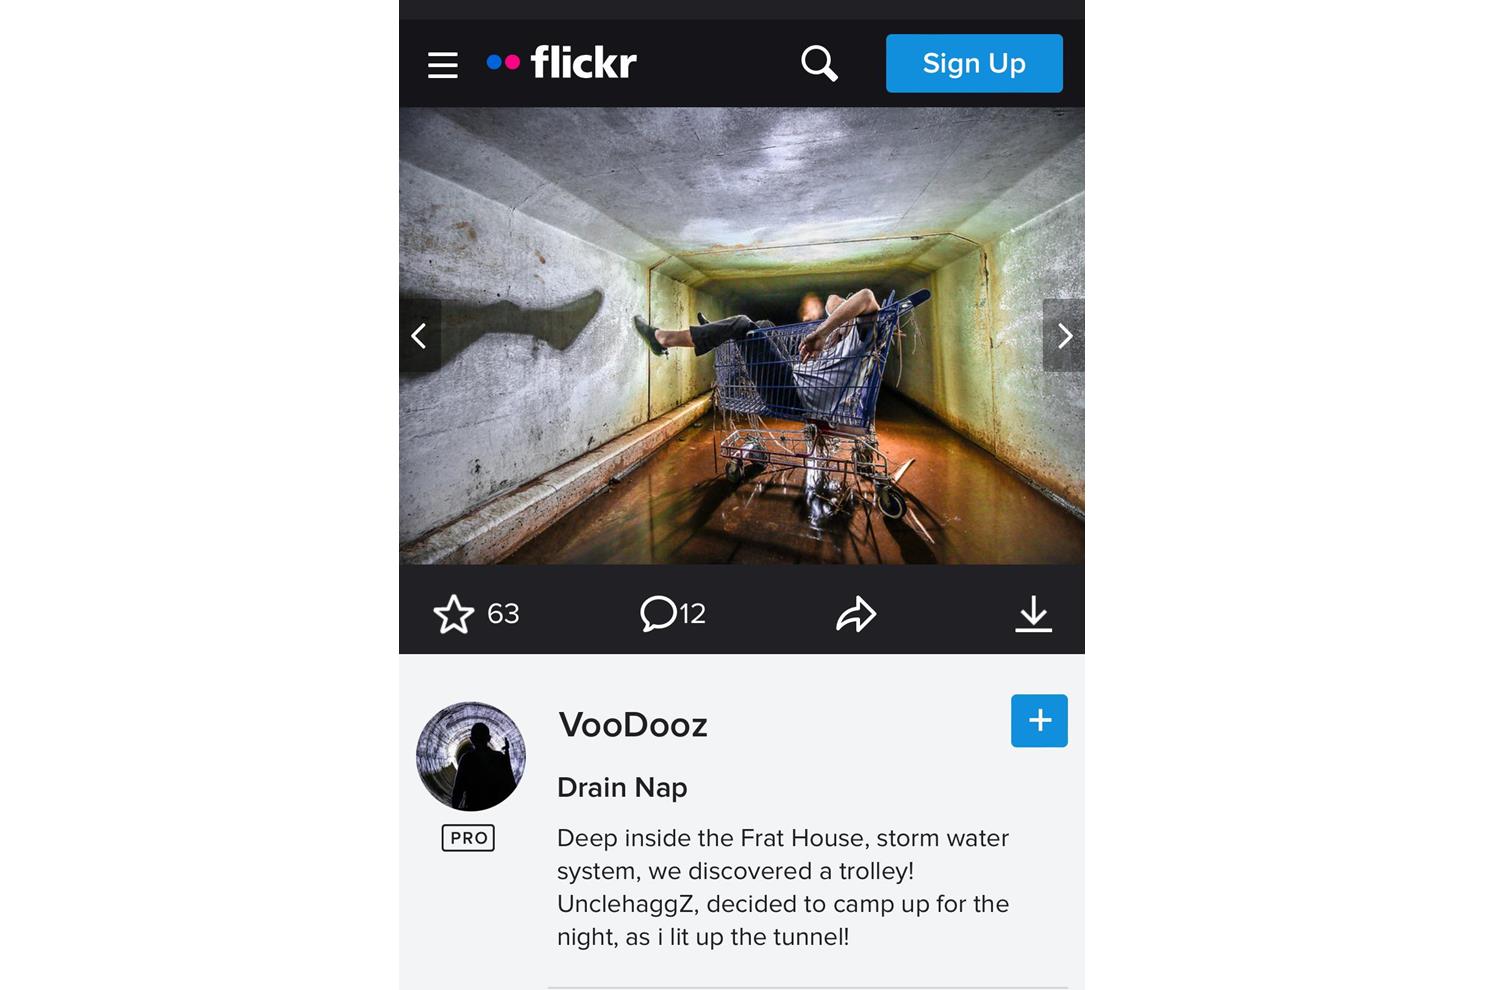 flickr
Sign Up
63
12
VooDooz
Drain Nap
PRO
Deep inside the Frat House, storm water
system, we discovered a trolley!
UnclehaggZ, decided to camp up for the
night, as i lit up the tunnel!